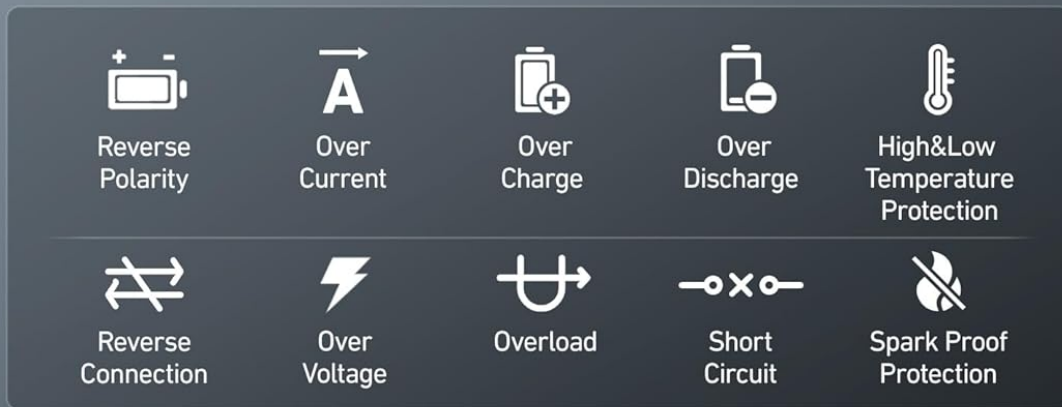 + -
A
Reverse
Polarity
Over
Current
Over
Charge
Over
Discharge
High&Low
Temperature
Protection
Reverse
Connection
Over
Voltage
Overload
Short
Circuit
Spark Proof
Protection